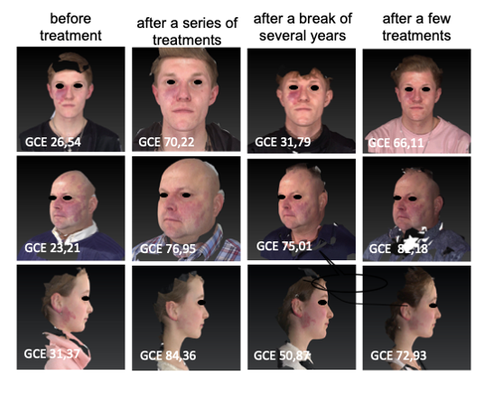 before
treatment
after a series of
treatments
after a break of
several years
after a few
treatments
GCE 26,54
GCE 70,22
GCE 31,79
GCE 66,11
GCE 23,21
GCE 76,95
GCE 75,01
GCE
GCE 31,37
GCE 84,36
GCE 50,87
GCE 72,93